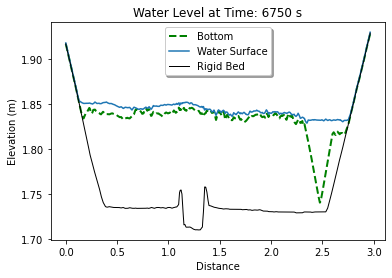 Water Level at Time: 6750 s
Bottom
Water Surface
Rigid Bed
Elevation (m)
1.90
1.85
1.80
1.75
1.70
0.0 0.5 1.0 1.5 2.0 2.5 3.0
Distance